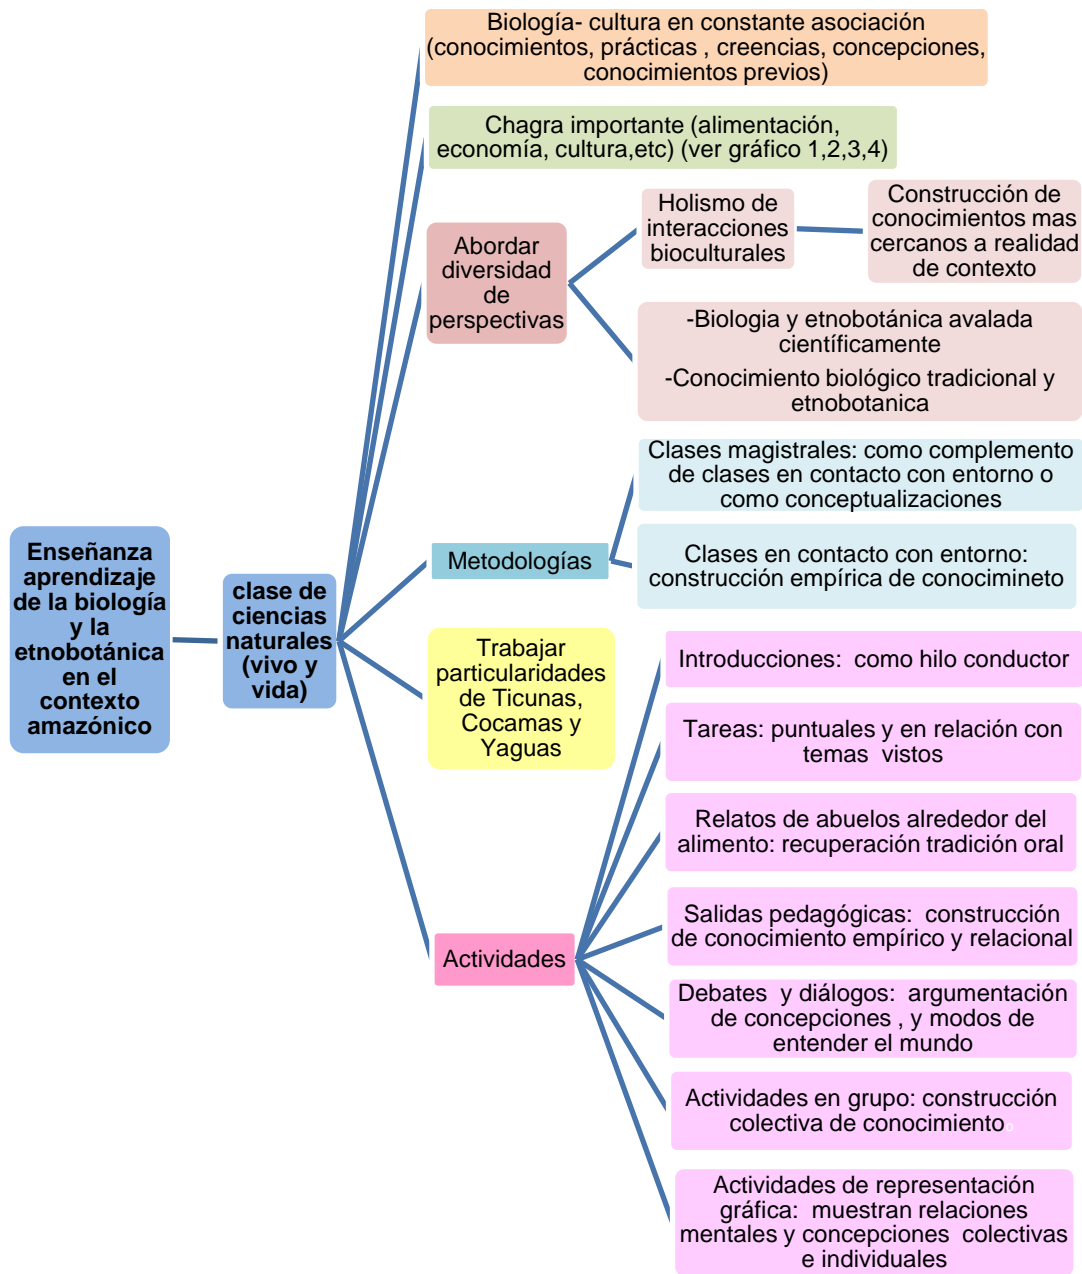 Enseñanza
aprendizaje
de la biología
y la
etnobotánica
en el
contexto
amazónico
clase de
ciencias
naturales
(vivo y
vida)
Biología- cultura en constante asociación
(conocimientos, prácticas , creencias, concepciones,
conocimientos previos)
Chagra importante (alimentación,
economía, cultura,etc) (ver gráfico 1,2,3,4)
Abordar
diversidad
de
perspectivas
Holismo de
interacciones
bioculturales
Construcción de
conocimientos mas
cercanos a realidad
de contexto
-Biologia y etnobotánica avalada
científicamente
-Conocimiento biológico tradicional y
etnobotanica
Metodologías
Clases magistrales: como complemento
de clases en contacto con entorno o
como conceptualizaciones
Clases en contacto con entorno:
construcción empírica de conocimineto
Trabajar
particularidades
de Ticunas,
Cocamas y
Yaguas
Actividades
Introducciones:  como hilo conductor
Tareas: puntuales y en relación con
temas  vistos
Relatos de abuelos alrededor del
alimento: recuperación tradición oral
Salidas pedagógicas:  construcción
de conocimiento empírico y relacional
Debates  y diálogos:  argumentación
de concepciones , y modos de
entender el mundo
Actividades en grupo: construcción
colectiva de conocimientoo
Actividades de representación
gráfica:  muestran relaciones
mentales y concepciones  colectivas
e individuales